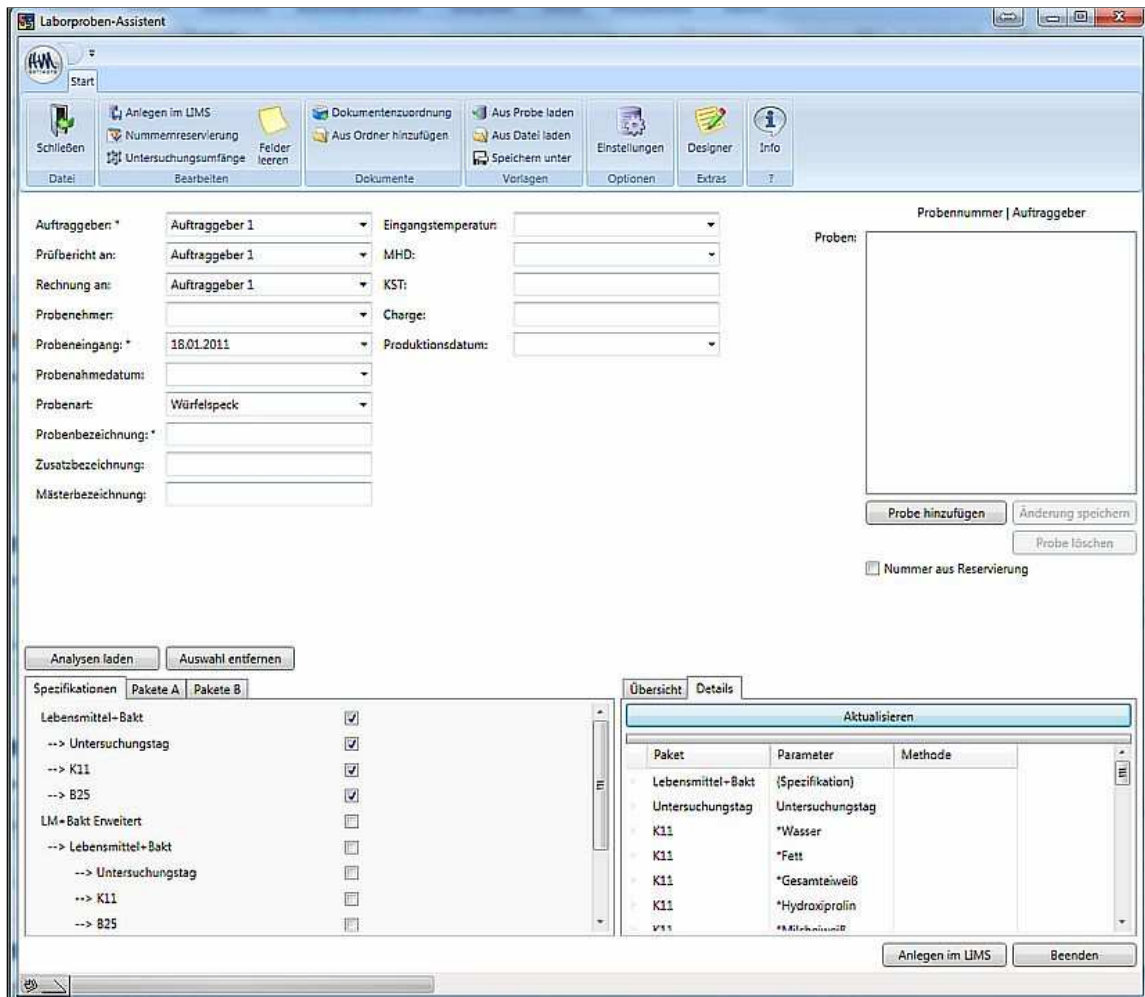 Laborproben-Assistent
Start
Schließen
Anlegen im LIMS
Nummernreservierung
Untersuchungsumfänge
Felder leeren
Dokumentenzuordnung
Aus Ordner hinzufügen
Aus Probe laden
Aus Datei laden
Speichern unter
Einstellungen
Designer
Info
Datei
Bearbeiten
Dokumente
Vorlagen
Optionen
Extras
?
Auftraggeber: * Auftraggeber 1
Prüfbericht an: Auftraggeber 1
Rechnung an: Auftraggeber 1
Probenehmer:
Probeneingang: * 18.01.2011
Probenahmedatum:
Probenart: Würfelspeck
Probenbezeichnung: *
Zusatzbezeichnung:
Mästerbezeichnung:
Eingangstemperatur:
MHD:
KST:
Charge:
Produktionsdatum:
Probennummer | Auftraggeber
Proben:
Probe hinzufügen
Änderung speichern
Probe löschen
Nummer aus Reservierung
Analysen laden
Auswahl entfernen
Spezifikationen Pakete A Pakete B
Lebensmittel+Bakt
--> Untersuchungstag
--> K11
--> B25
LM+Bakt Erweitert
--> Lebensmittel+Bakt
--> Untersuchungstag
--> K11
--> B25
Übersicht Details
Aktualisieren
Paket Parameter Methode
Lebensmittel+Bakt (Spezifikation)
Untersuchungstag Untersuchungstag
K11 *Wasser
K11 *Fett
K11 *Gesamteiweiß
K11 *Hydroxiprolin
K11 *Milcheiweiß
Anlegen im LIMS
Beenden